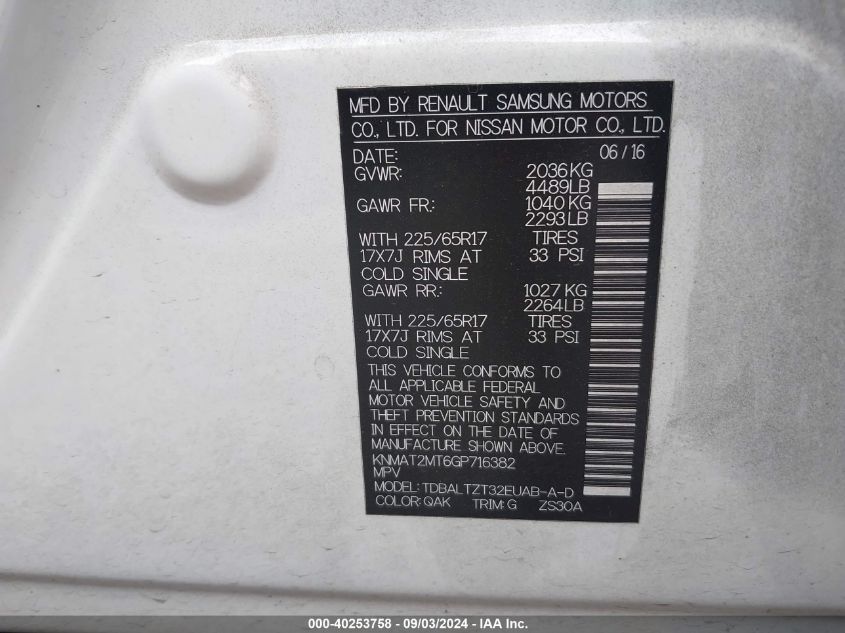 MFD BY RENAULT SAMSUNG MOTORS
CO., LTD. FOR NISSAN MOTOR CO., LTD.
DATE: 06 / 16
GVWR: 2036 KG
4489LB
GAWR FR.: 1040 KG
2293 LB
WITH 225/65R17 TIRES
17X7J RIMS AT 33 PSI
COLD SINGLE
GAWR RR.: 1027 KG
2264 LB
WITH 225/65R17 TIRES
17X7J RIMS AT 33 PSI
COLD SINGLE
THIS VEHICLE CONFORMS TO
ALL APPLICABLE FEDERAL
MOTOR VEHICLE SAFETY AND
THEFT PREVENTION STANDARDS
IN EFFECT ON THE DATE OF
MANUFACTURE SHOWN ABOVE.
KNMAT2MT6GP716382
MPV
MODEL: TDBALTZT32EUAB-A-D
COLOR: QAK TRIM: G ZS30A
000-40253758 - 09/03/2024 - IAA Inc.